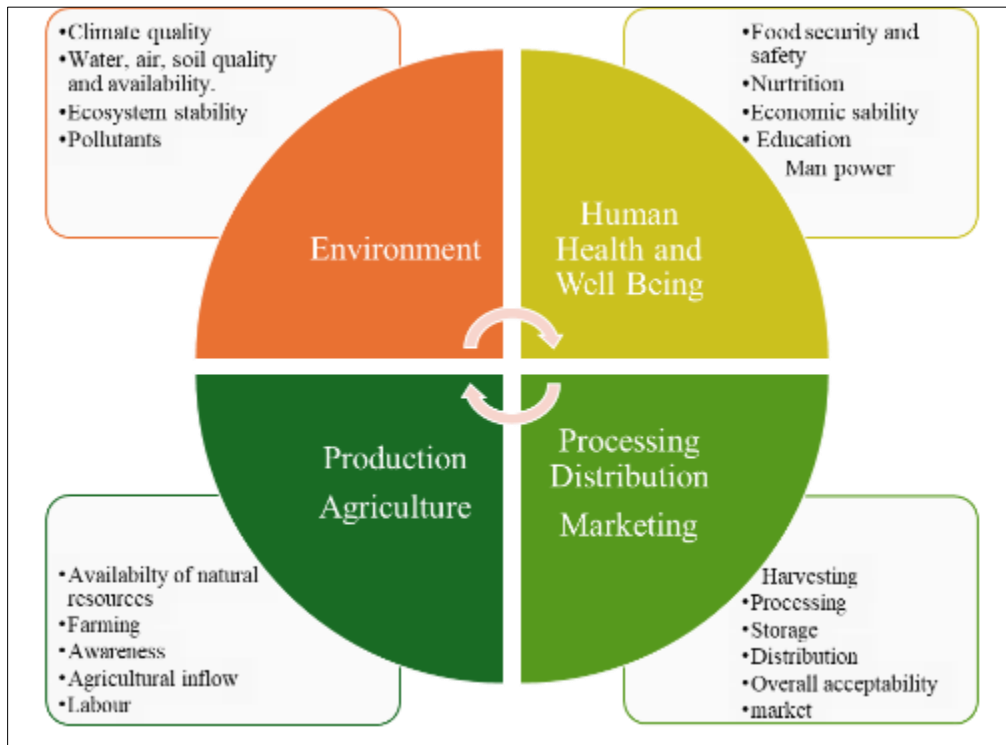 •Climate quality
•Water, air, soil quality
and availability.
•Ecosystem stability
•Pollutants
•Food security and
safety
•Nurtrition
•Economic sability
• Education
Man power
Environment
Human
Health and
Well Being
Production
Agriculture
Processing
Distribution
Marketing
•Availabilty of natural
resources
•Farming
•Awareness
•Agricultural inflow
•Labour
Harvesting
•Processing
•Storage
•Distribution
•Overall acceptability
•market